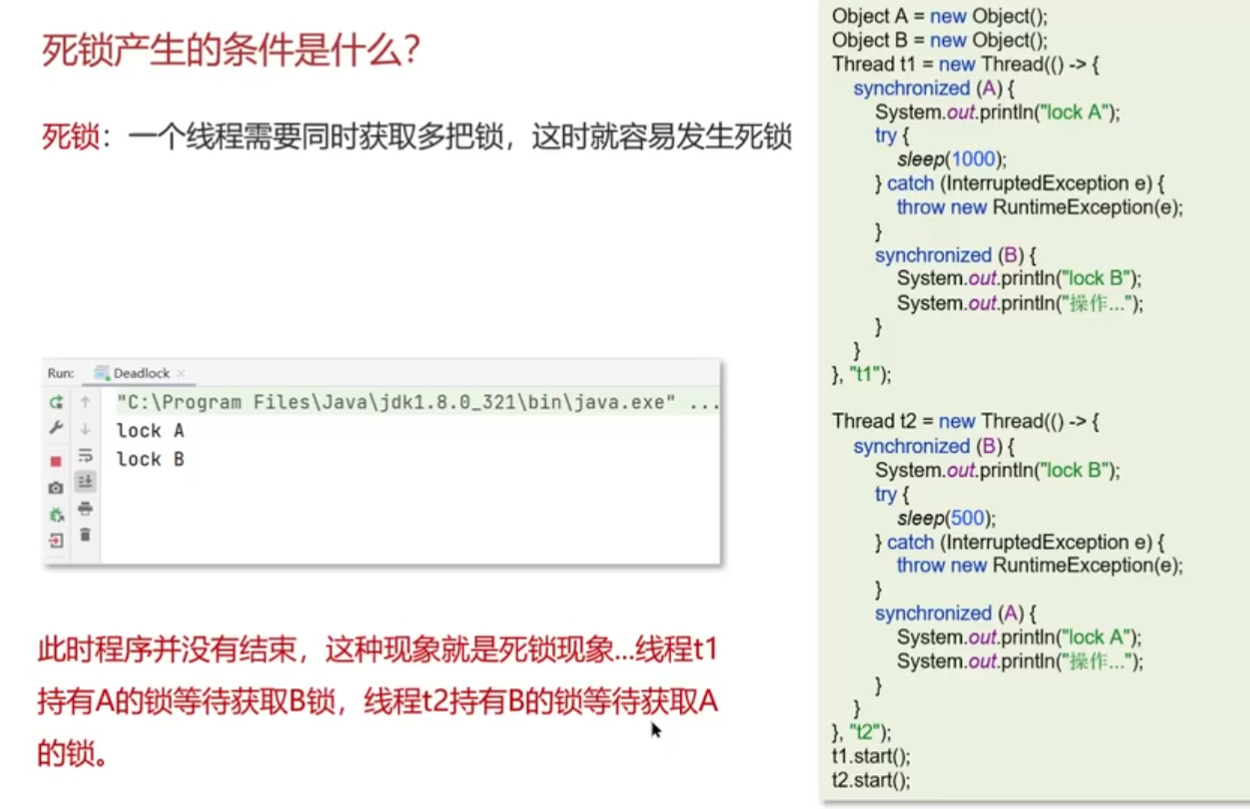 死锁产生的条件是什么?
死锁：一个线程需要同时获取多把锁，这时就容易发生死锁
Run: Deadlock ×
"C:\Program Files\Java\jdk1.8.0_321\bin\java.exe" ...
lock A
lock B
此时程序并没有结束，这种现象就是死锁现象...线程t1
持有A的锁等待获取B锁，线程t2持有B的锁等待获取A
的锁。
Object A = new Object();
Object B = new Object();
Thread t1 = new Thread(() -> {
synchronized (A) {
System.out.println("lock A");
try {
sleep(1000);
} catch (InterruptedException e) {
throw new RuntimeException(e);
}
synchronized (B) {
System.out.println("lock B");
System.out.println("操作...");
}
}
}, "t1");
Thread t2 = new Thread(() -> {
synchronized (B) {
System.out.println("lock B");
try {
sleep(500);
} catch (InterruptedException e) {
throw new RuntimeException(e);
}
synchronized (A) {
System.out.println("lock A");
System.out.println("操作...");
}
}
}, "t2");
t1.start();
t2.start();